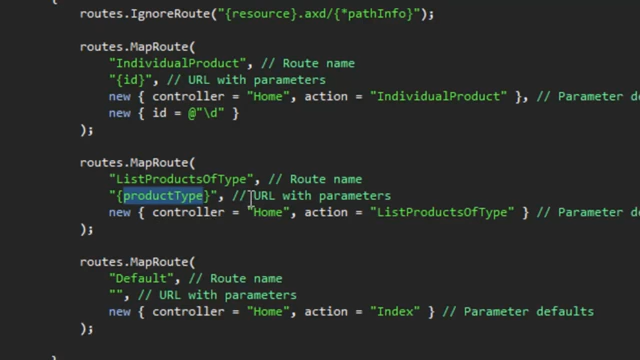 {
routes.IgnoreRoute("{resource}.axd/{*pathInfo}");
routes.MapRoute(
"IndividualProduct", // Route name
"{id}", // URL with parameters
new { controller = "Home", action = "IndividualProduct" }, // Parameter de
new { id = @"\d" }
);
routes.MapRoute(
"ListProductsOfType", // Route name
"{productType}", // URL with parameters
new { controller = "Home", action = "ListProductsOfType" } // Parameter de
);
routes.MapRoute(
"Default", // Route name
"", // URL with parameters
new { controller = "Home", action = "Index" } // Parameter defaults
);
}